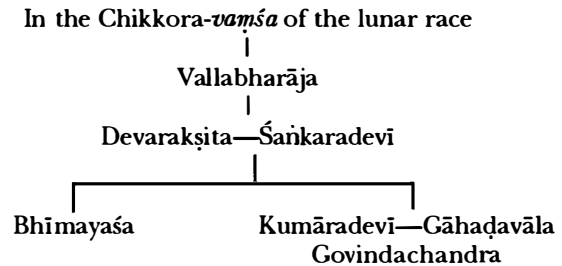 In the Chikkora-vaṃśa of the lunar race
Vallabharāja
Devarakṣita—Śaṅkaradevī
Bhīmayaśa
Kumāradevī—Gāhaḍavāla
Govindachandra